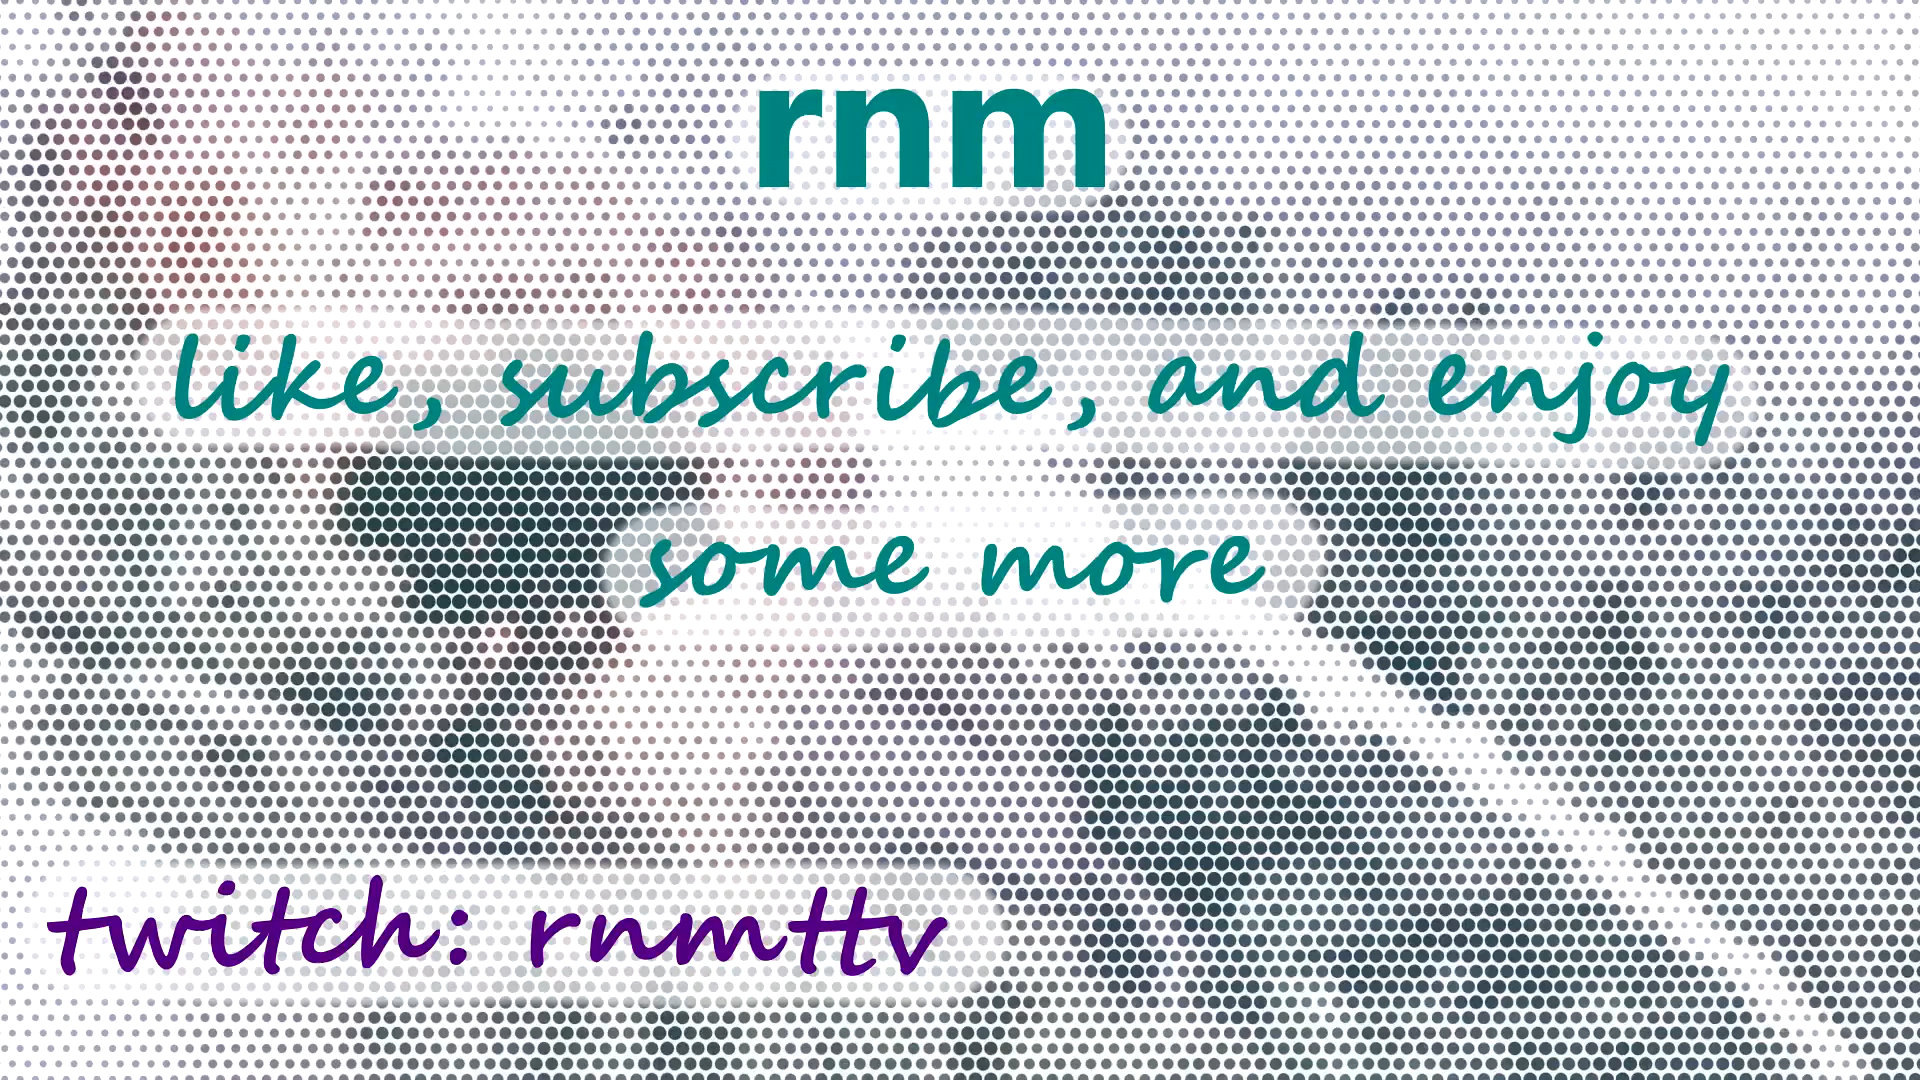 rnm
like, subscribe, and enjoy
some more
twitch: rnmttv